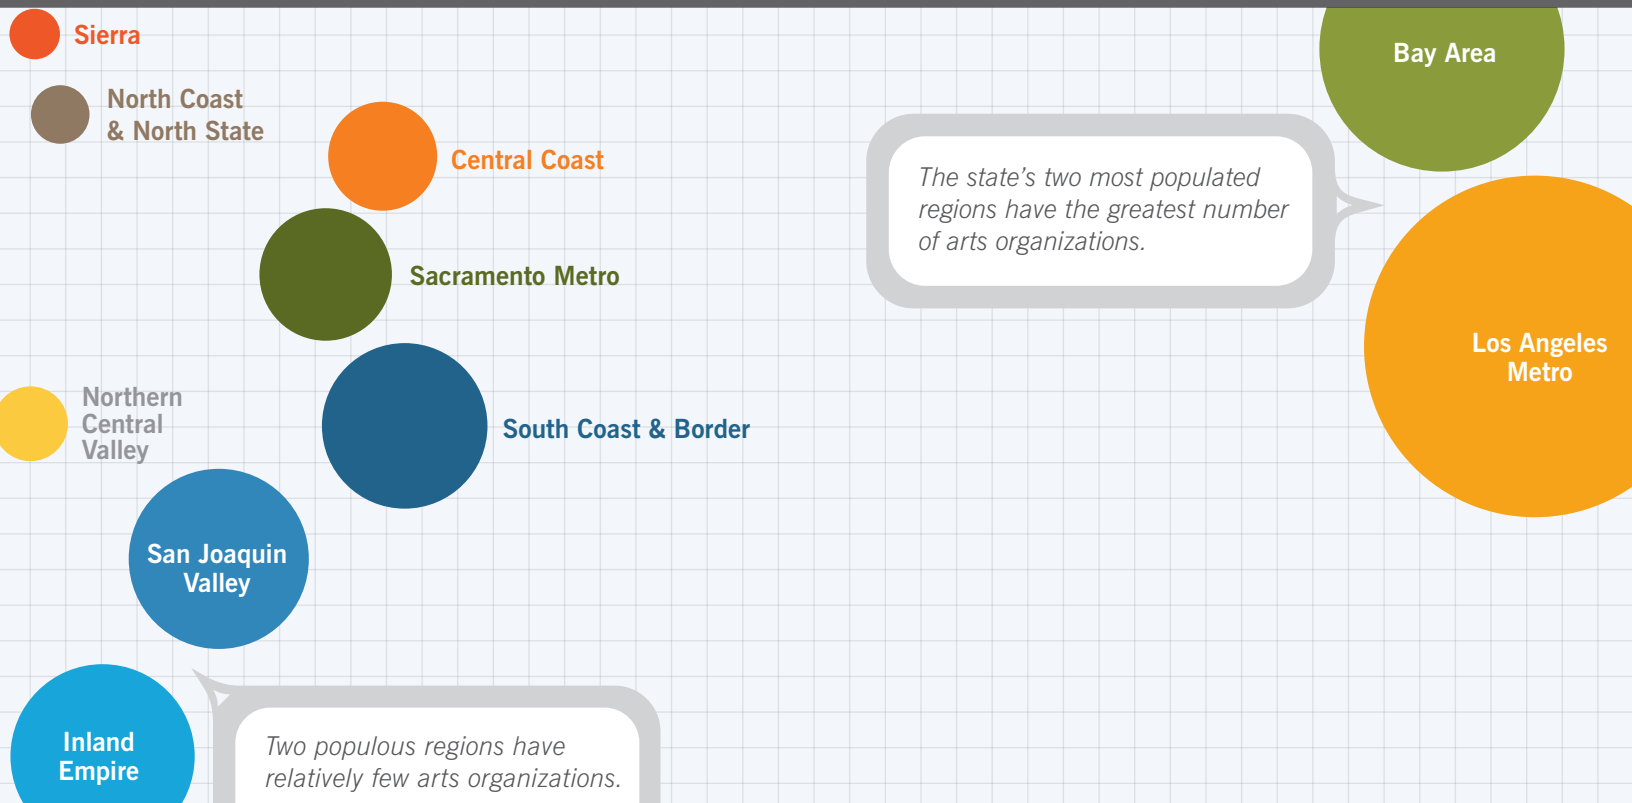 Sierra
North Coast
& North State
Central Coast
Sacramento Metro
Northern
Central
Valley
South Coast & Border
San Joaquin
Valley
Inland
Empire
Two populous regions have
relatively few arts organizations.
The state’s two most populated
regions have the greatest number
of arts organizations.
Bay Area
Los Angeles
Metro